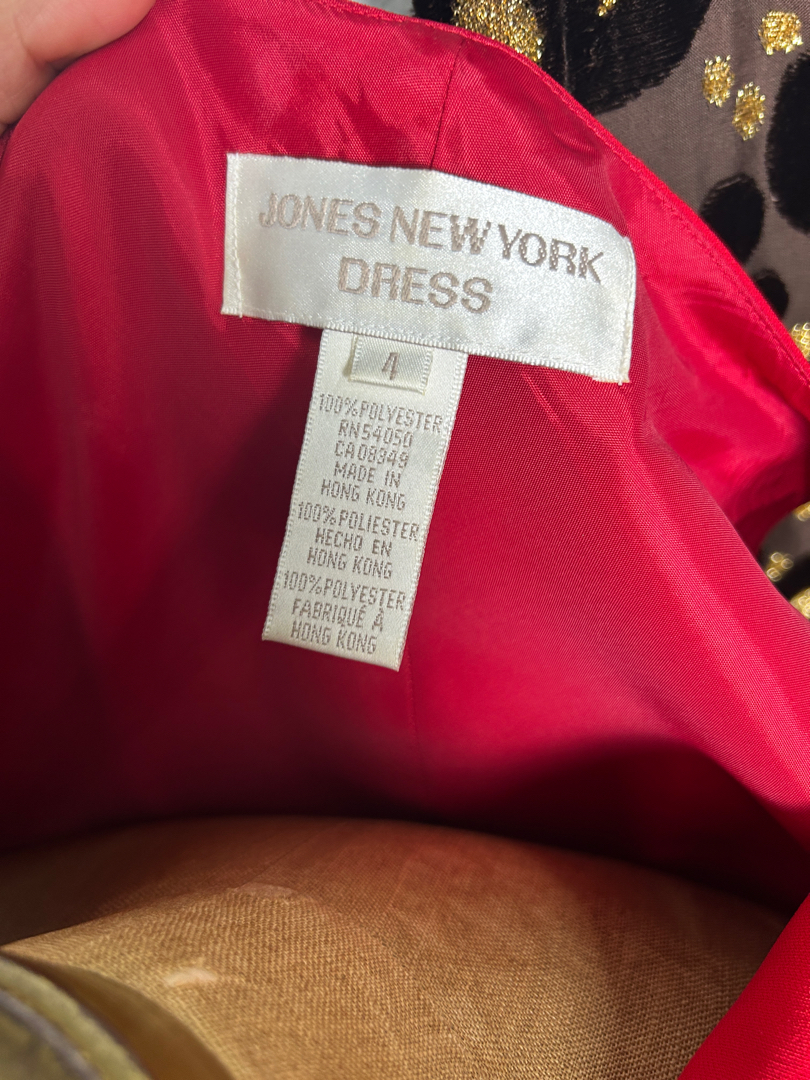 JONES NEW YORK
DRESS
4
100% POLYESTER
RN54050
CA08349
MADE IN
HONG KONG
100% POLIESTER
HECHO EN
HONG KONG
100% POLYESTER
FABRIQUÉ À
HONG KONG